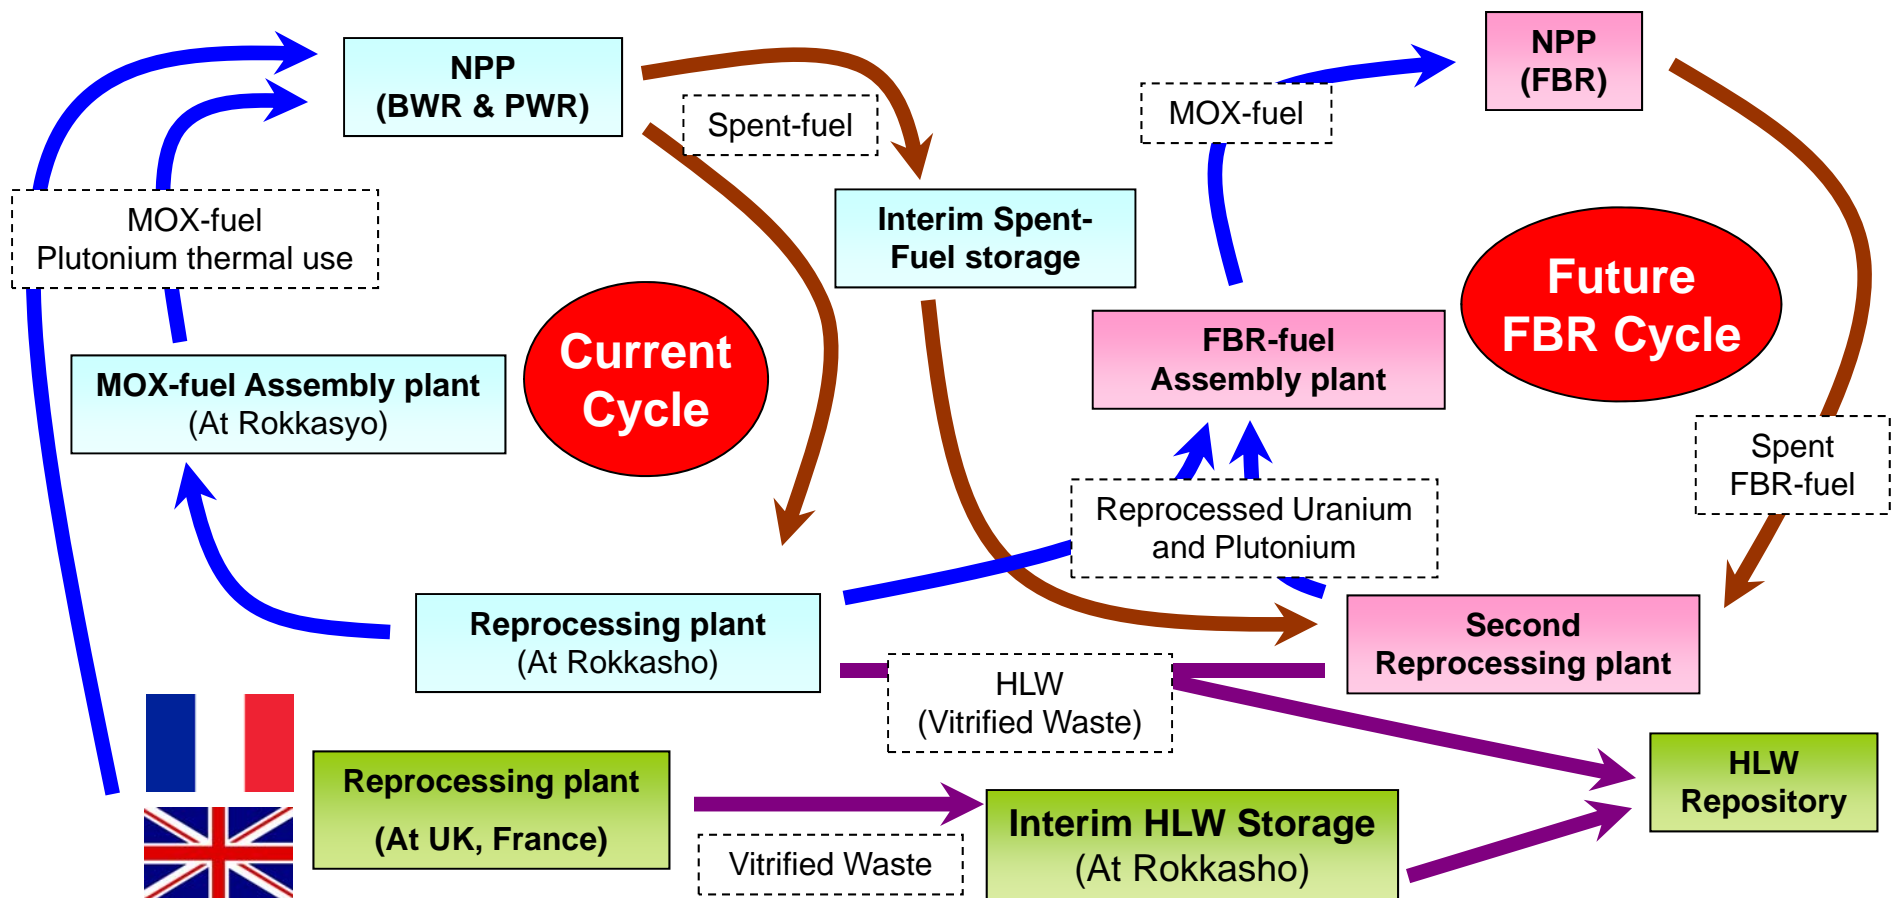 NPP
(BWR & PWR)
NPP
(FBR)
Spent-fuel
MOX-fuel
MOX-fuel
Plutonium thermal use
Interim Spent-
Fuel storage
Future
FBR Cycle
Current
Cycle
FBR-fuel
Assembly plant
MOX-fuel Assembly plant
(At Rokkasyo)
Spent
FBR-fuel
Reprocessed Uranium
and Plutonium
Reprocessing plant
(At Rokkasho)
Second
Reprocessing plant
HLW
(Vitrified Waste)
Reprocessing plant
(At UK, France)
HLW
Repository
Vitrified Waste
Interim HLW Storage
(At Rokkasho)